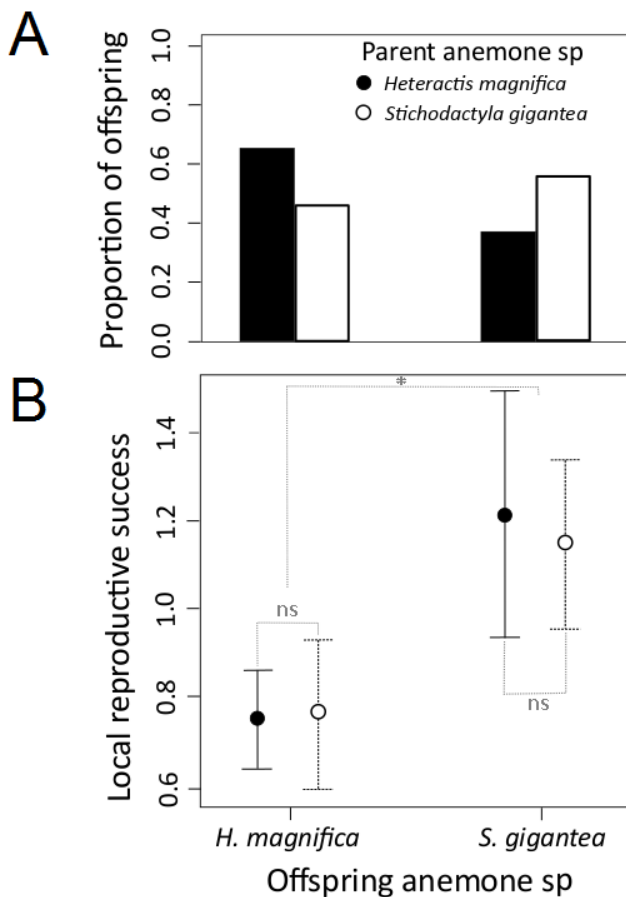 A
Proportion of offspring
1.0
0.8
0.6
0.4
0.2
0.0
Parent anemone sp
Heteractis magnifica
Stichodactyla gigantea
B
Local reproductive success
1.4
1.2
1.0
0.8
0.6
*
ns
ns
H. magnifica
S. gigantea
Offspring anemone sp